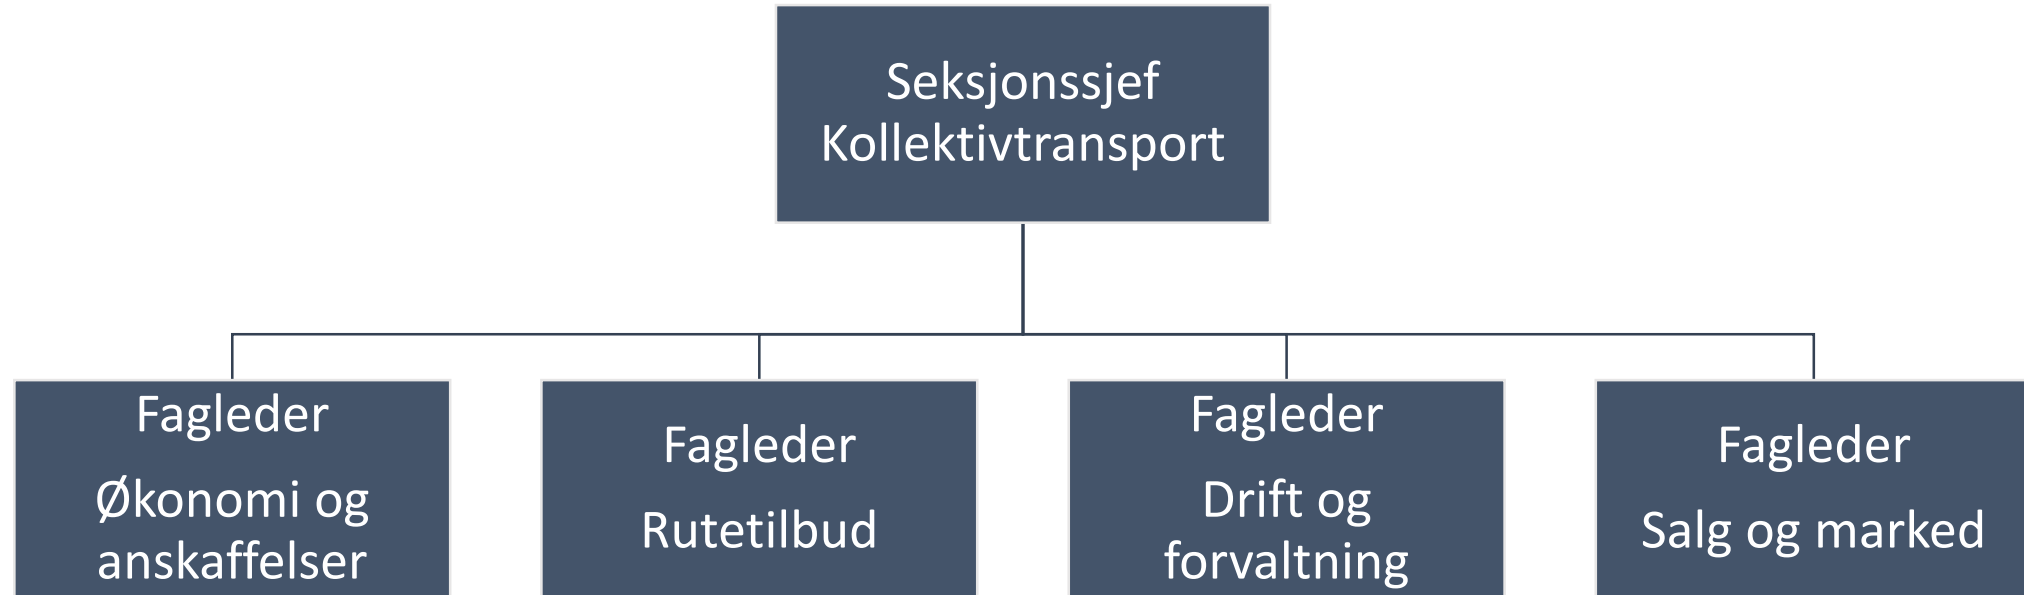 Seksjonssjef
Kollektivtransport
Fagleder
Økonomi og
anskaffelser
Fagleder
Rutetilbud
Fagleder
Drift og
forvaltning
Fagleder
Salg og marked